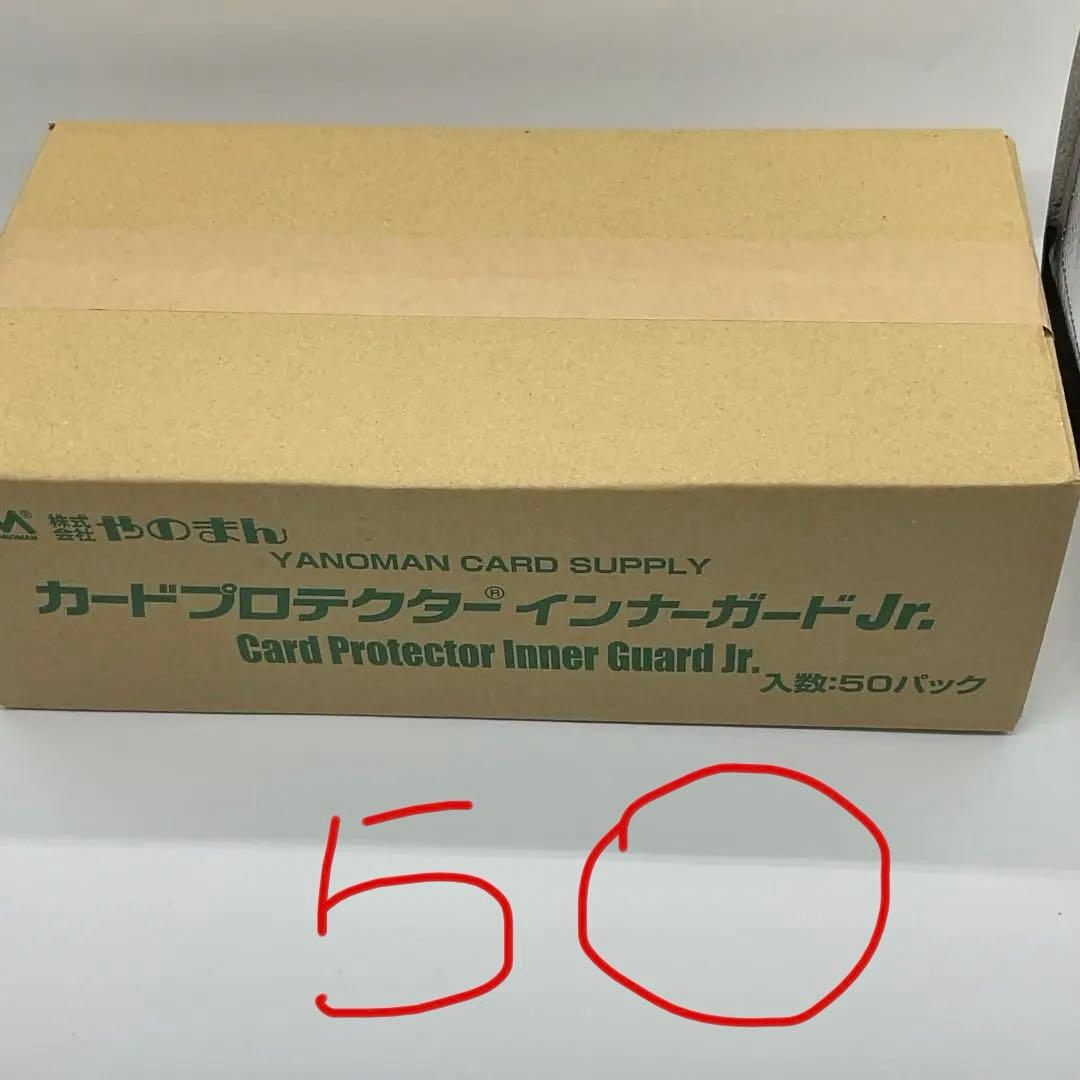 株式会社 やのまん
YANOMAN CARD SUPPLY
カードプロテクター® インナーガードJr.
Card Protector Inner Guard Jr.
入数:50パック
50